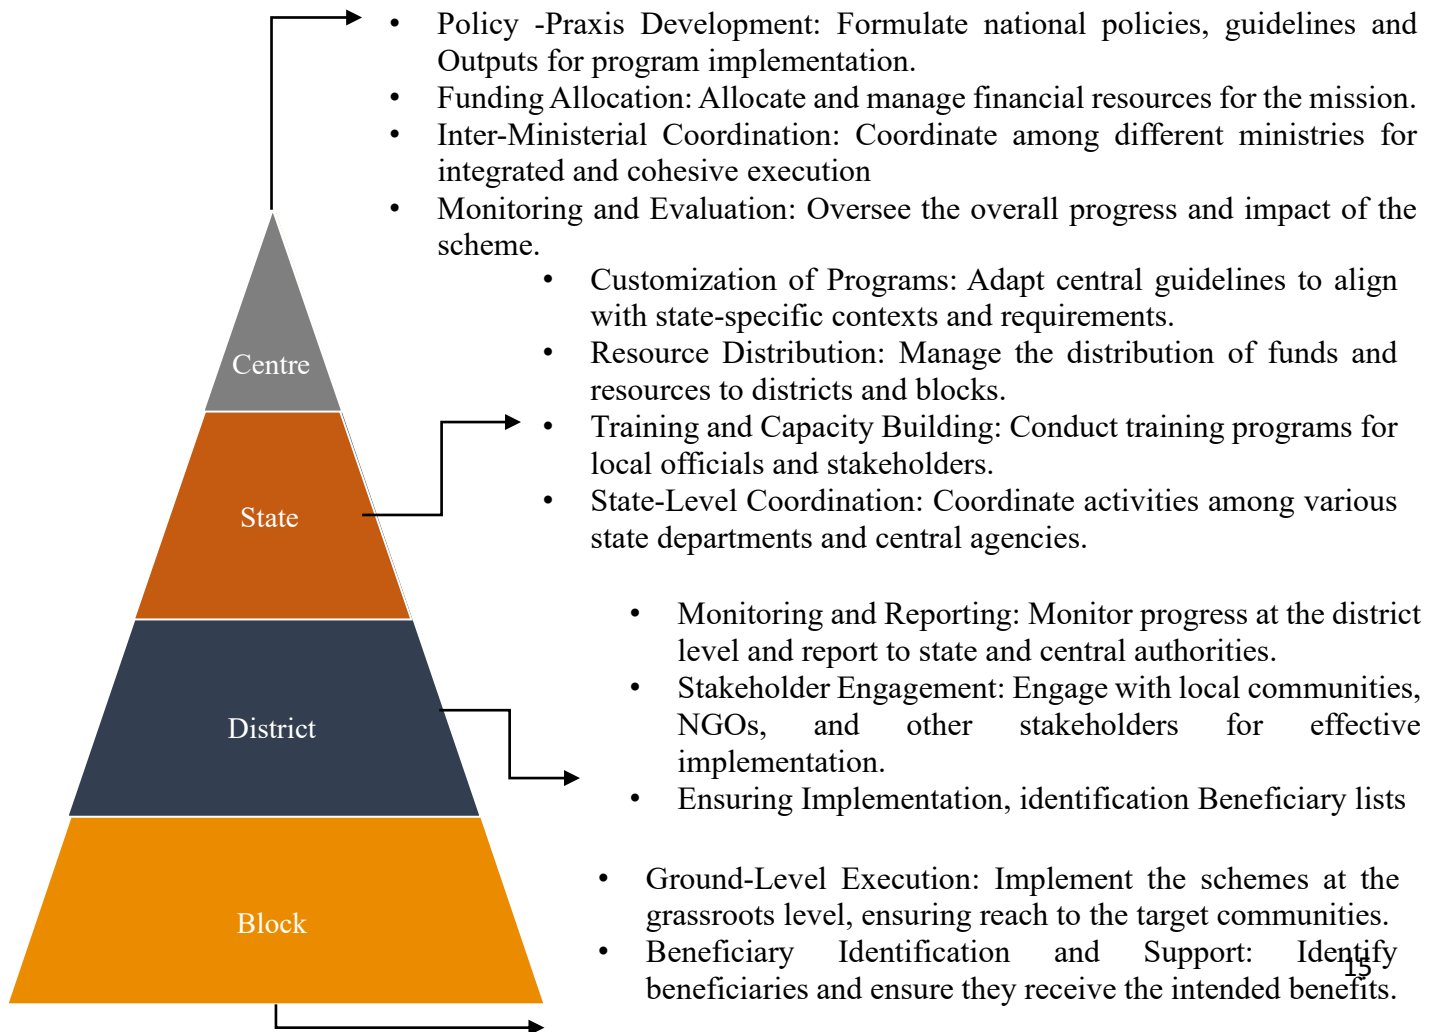 • Policy -Praxis Development: Formulate national policies, guidelines and
Outputs for program implementation.
• Funding Allocation: Allocate and manage financial resources for the mission.
• Inter-Ministerial Coordination: Coordinate among different ministries for
integrated and cohesive execution
• Monitoring and Evaluation: Oversee the overall progress and impact of the
scheme.
• Customization of Programs: Adapt central guidelines to align
with state-specific contexts and requirements.
• Resource Distribution: Manage the distribution of funds and
resources to districts and blocks.
• Training and Capacity Building: Conduct training programs for
local officials and stakeholders.
• State-Level Coordination: Coordinate activities among various
state departments and central agencies.
• Monitoring and Reporting: Monitor progress at the district
level and report to state and central authorities.
• Stakeholder Engagement: Engage with local communities,
NGOs, and other stakeholders for effective
implementation.
• Ensuring Implementation, identification Beneficiary lists
• Ground-Level Execution: Implement the schemes at the
grassroots level, ensuring reach to the target communities.
• Beneficiary Identification and Support: Identify
beneficiaries and ensure they receive the intended benefits.
Centre
State
District
Block
15